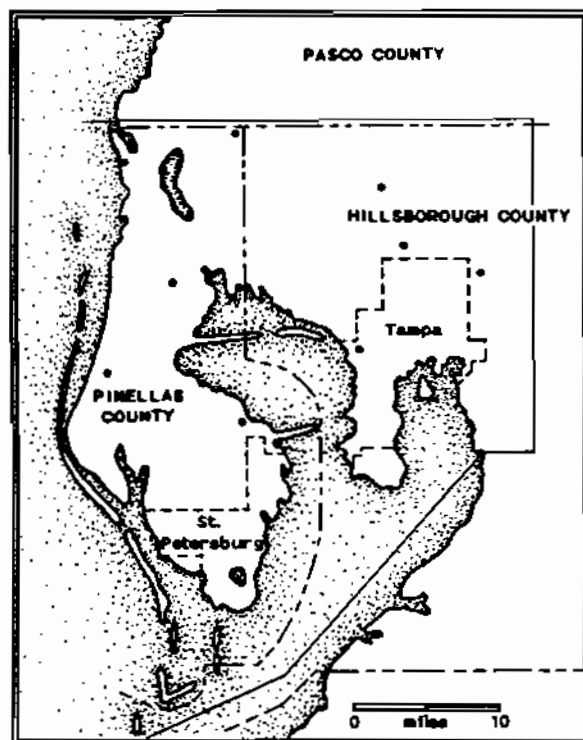 PASCO COUNTY
HILLSBOROUGH COUNTY
Tampa
PINELLAS
COUNTY
St.
Petersburg
0 miles 10